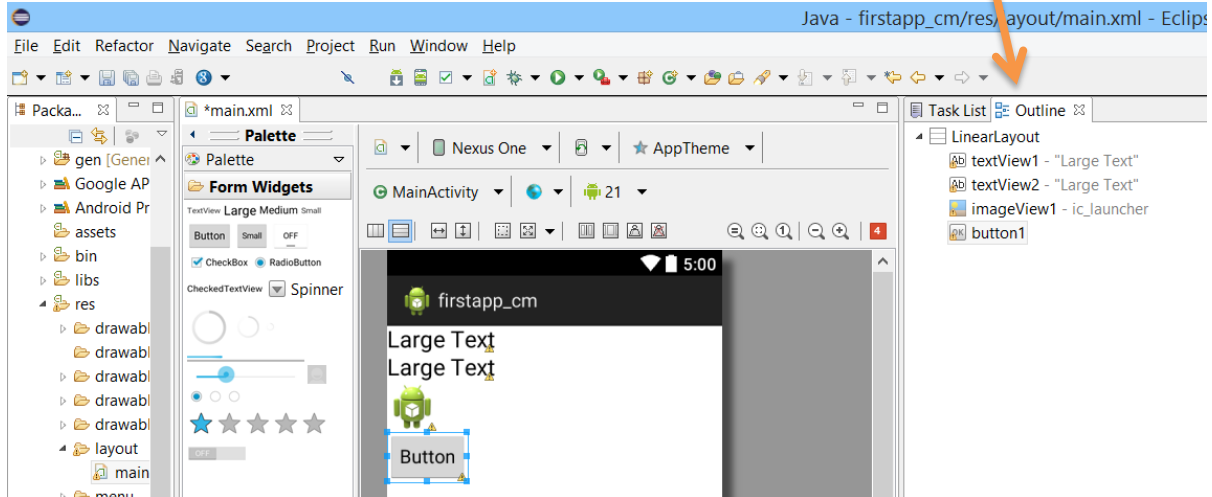 Java - firstapp_cm/res/layout/main.xml - Eclips
File Edit Refactor Navigate Search Project Run Window Help
Packa... *main.xml Task List Outline
Palette
Palette
Form Widgets
TextView Large Medium Small
Button Small OFF
CheckBox RadioButton
CheckedTextView Spinner
OFF
gen [Gener
Google AP
Android Pr
assets
bin
libs
res
drawabl
drawabl
drawabl
drawabl
drawabl
layout
main
menu
Nexus One AppTheme
MainActivity 21
4
5:00
firstapp_cm
Large Text
Large Text
Button
LinearLayout
Ab textView1 - "Large Text"
Ab textView2 - "Large Text"
imageView1 - ic_launcher
OK button1